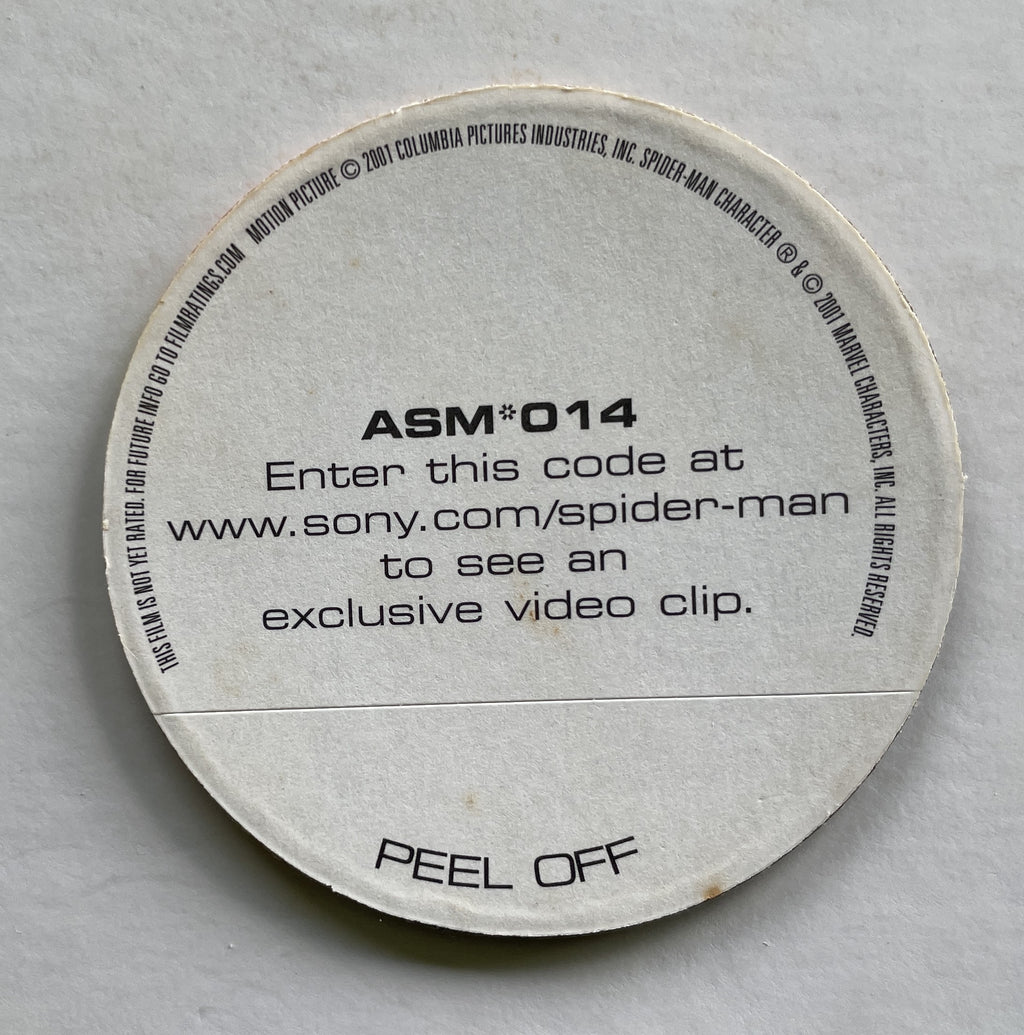 THIS FILM IS NOT YET RATED. FOR FUTURE INFO GO TO FILMRATINGS.COM MOTION PICTURE © 2001 COLUMBIA PICTURES INDUSTRIES, INC. SPIDER-MAN CHARACTER ® & © 2001 MARVEL CHARACTERS, INC. ALL RIGHTS RESERVED.
ASM*014
Enter this code at
www.sony.com/spider-man
to see an
exclusive video clip.
PEEL OFF